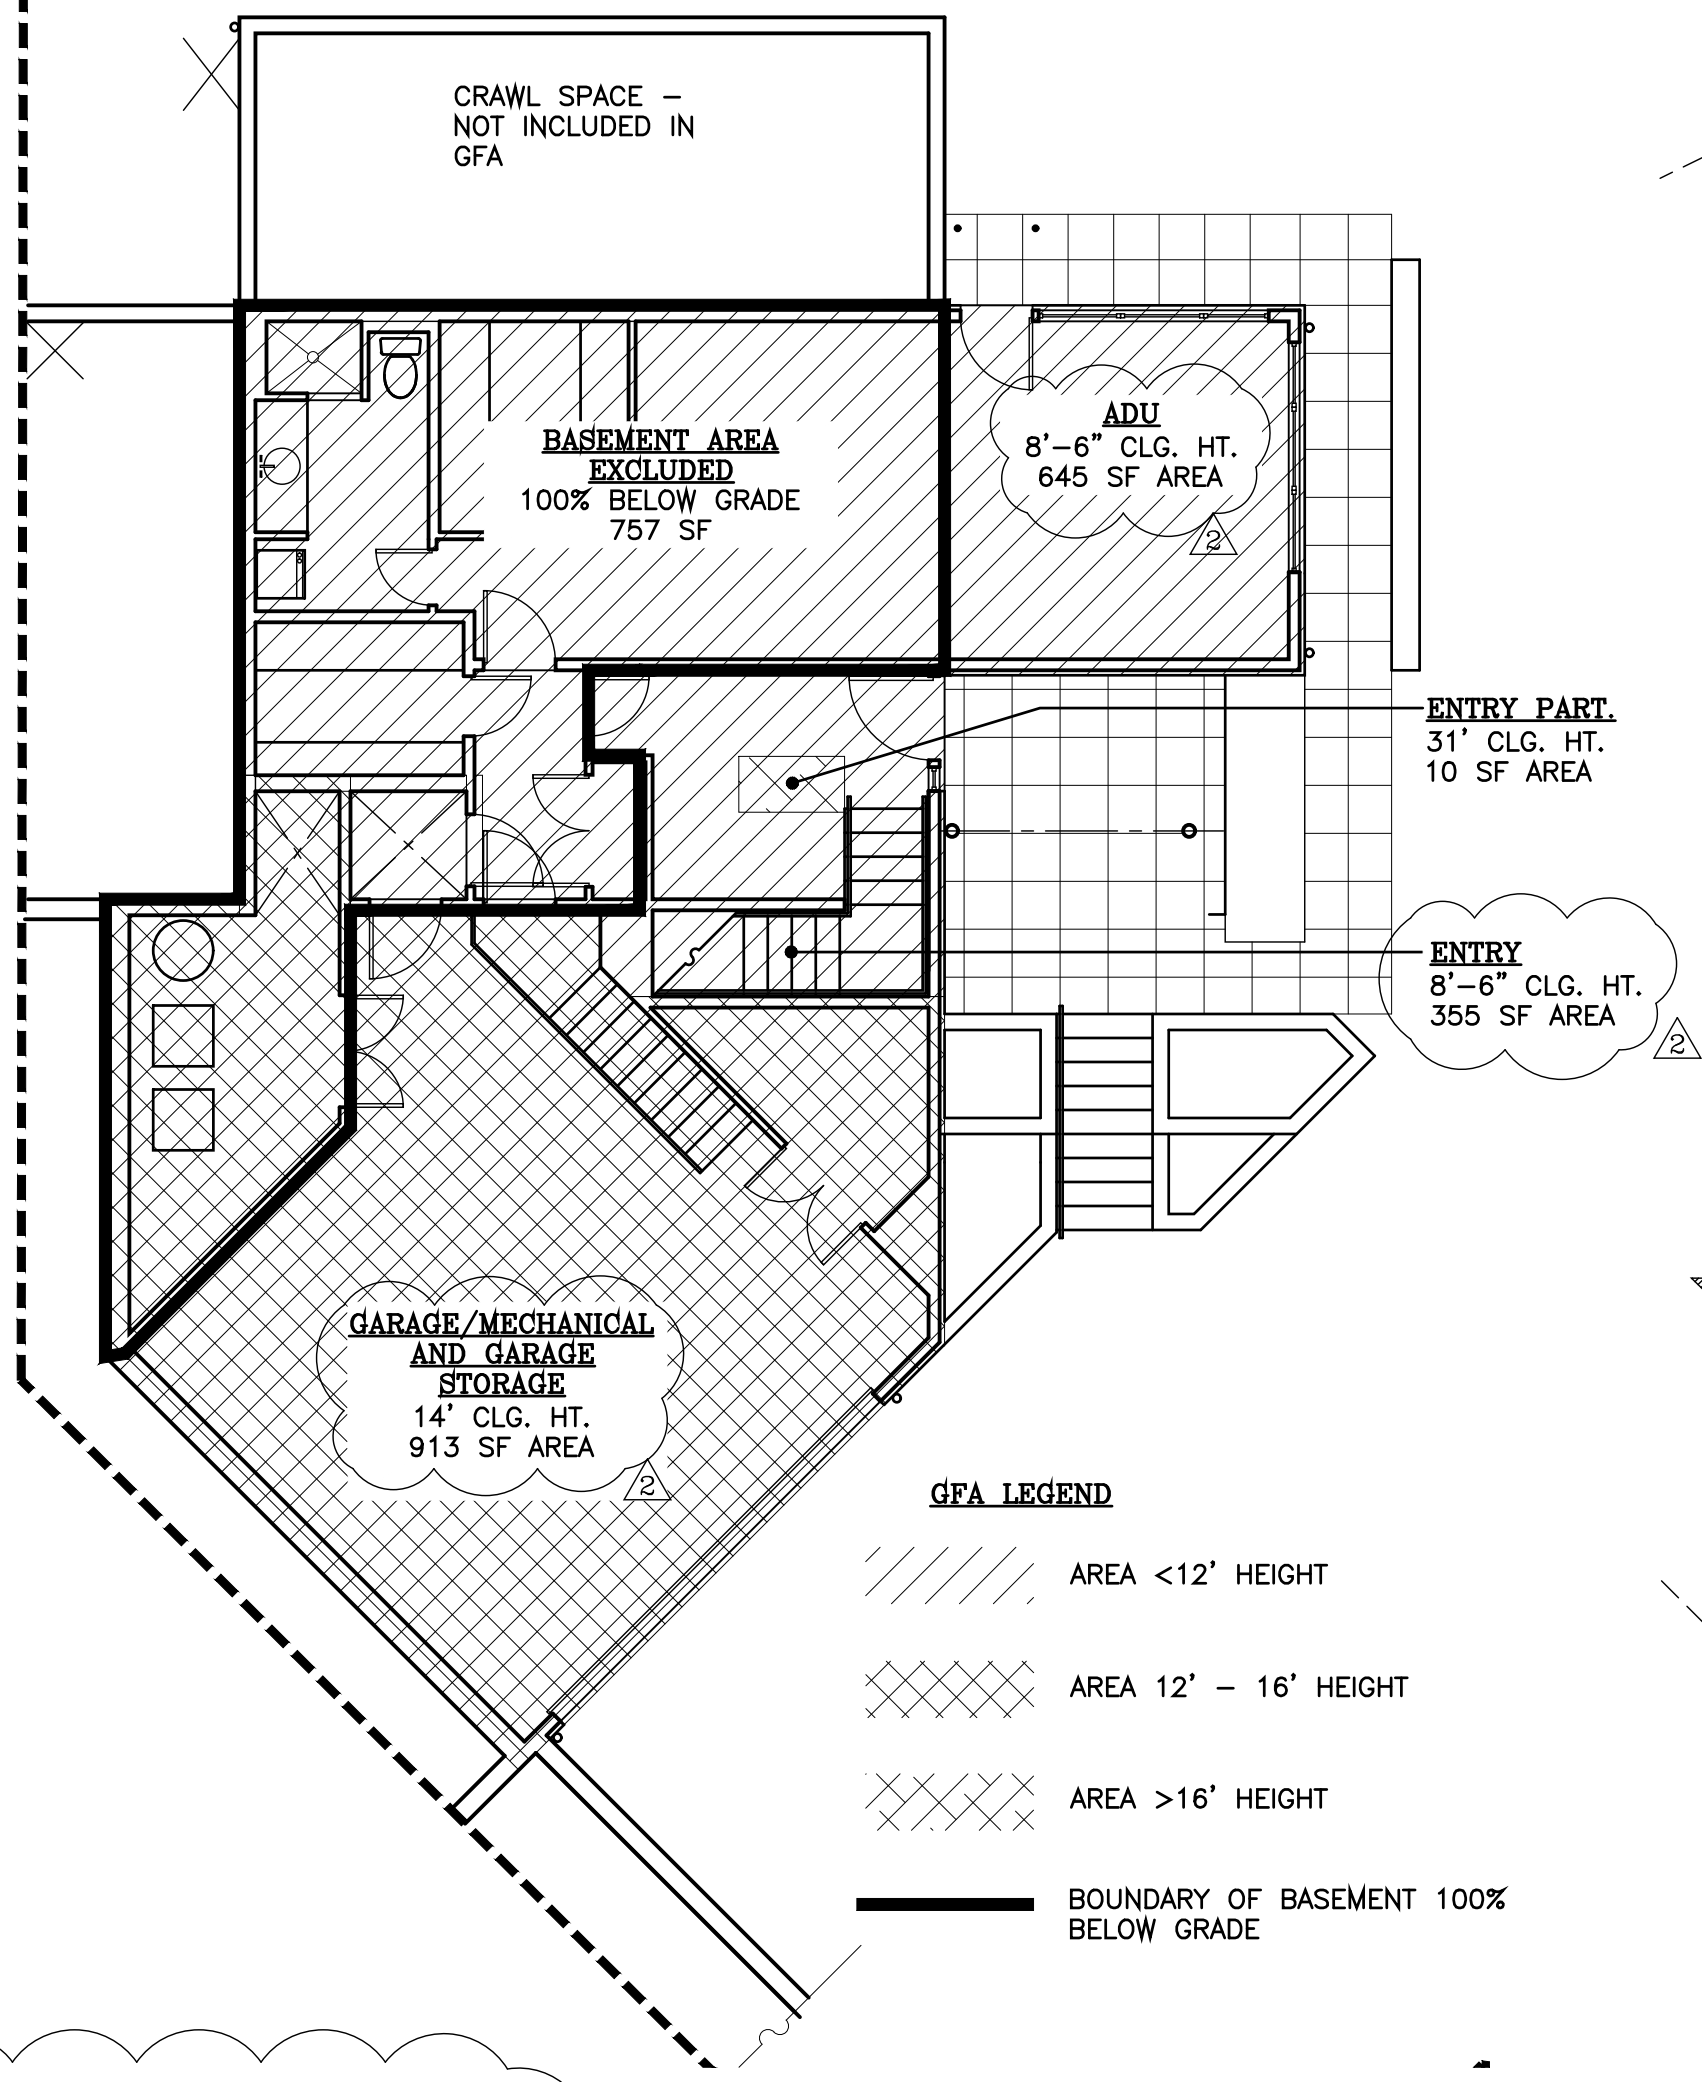 CRAWL SPACE –
NOT INCLUDED IN
GFA
BASEMENT AREA
EXCLUDED
100% BELOW GRADE
757 SF
ADU
8'–6" CLG. HT.
645 SF AREA
2
ENTRY PART.
31' CLG. HT.
10 SF AREA
ENTRY
8'–6" CLG. HT.
355 SF AREA
2
GARAGE/MECHANICAL
AND GARAGE
STORAGE
14' CLG. HT.
913 SF AREA
2
GFA LEGEND
AREA <12' HEIGHT
AREA 12' – 16' HEIGHT
AREA >16' HEIGHT
BOUNDARY OF BASEMENT 100%
BELOW GRADE